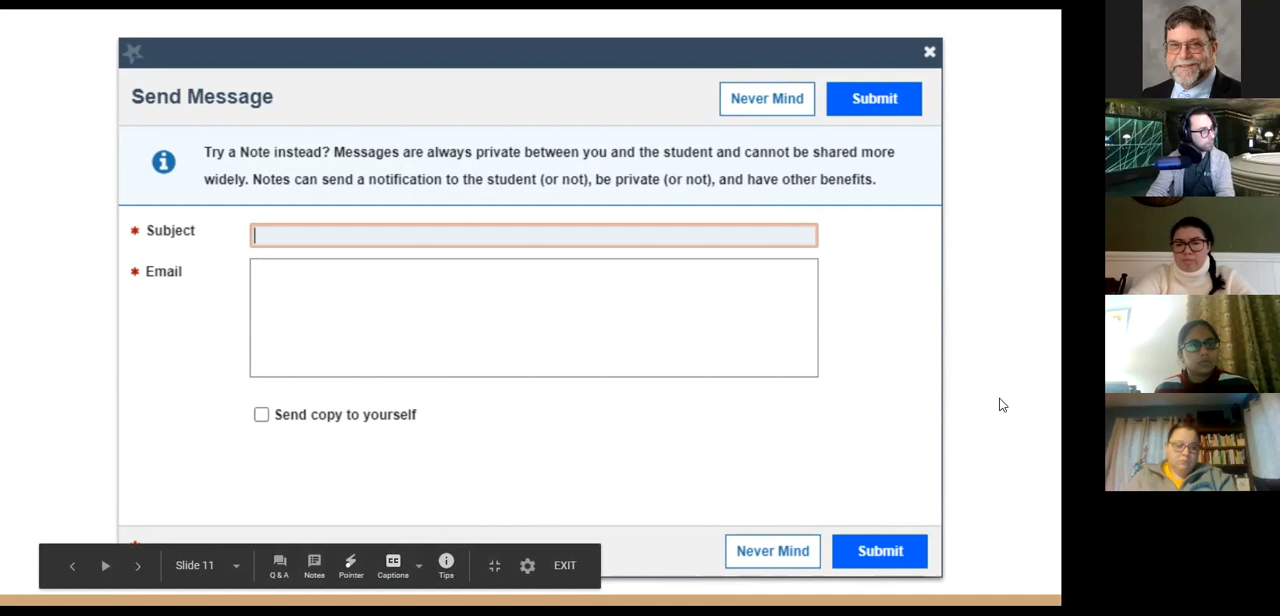 Send Message
Never Mind
Submit
Try a Note instead? Messages are always private between you and the student and cannot be shared more
widely. Notes can send a notification to the student (or not), be private (or not), and have other benefits.
* Subject
* Email
Send copy to yourself
Never Mind
Submit
Slide 11
Q & A
Notes
Pointer
CC
Captions
Tips
EXIT